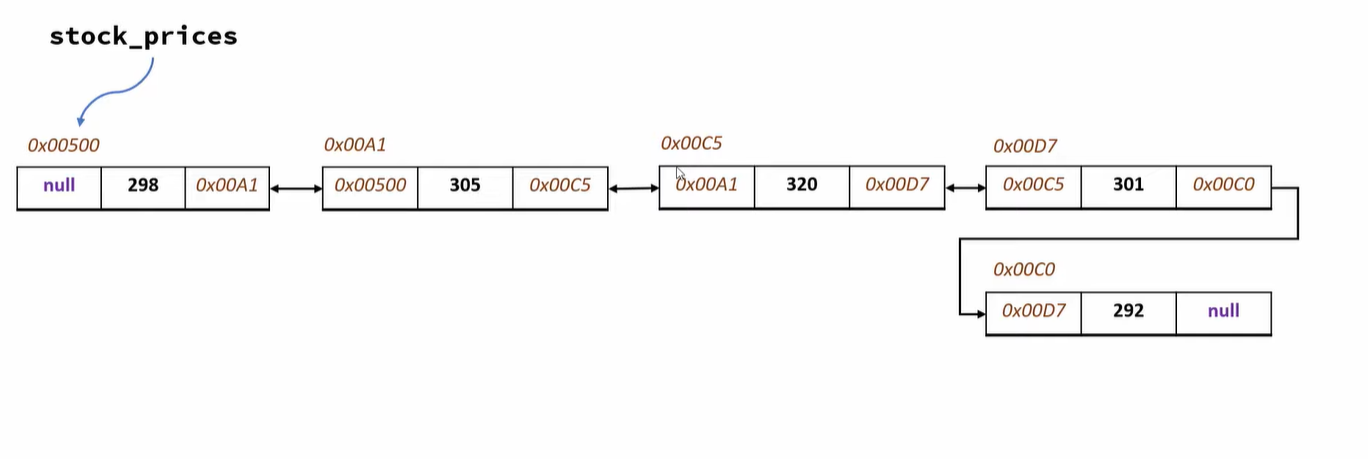 stock_prices
0x00500
0x00A1
0x00C5
0x00D7
null 298 0x00A1
0x00500 305 0x00C5
0x00A1 320 0x00D7
0x00C5 301 0x00C0
0x00C0
0x00D7 292 null